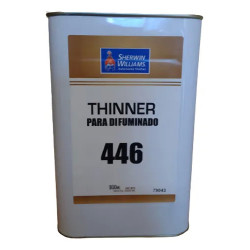 SHERWIN
WILLIAMS
THINNER
PARA DIFUMINADO
446